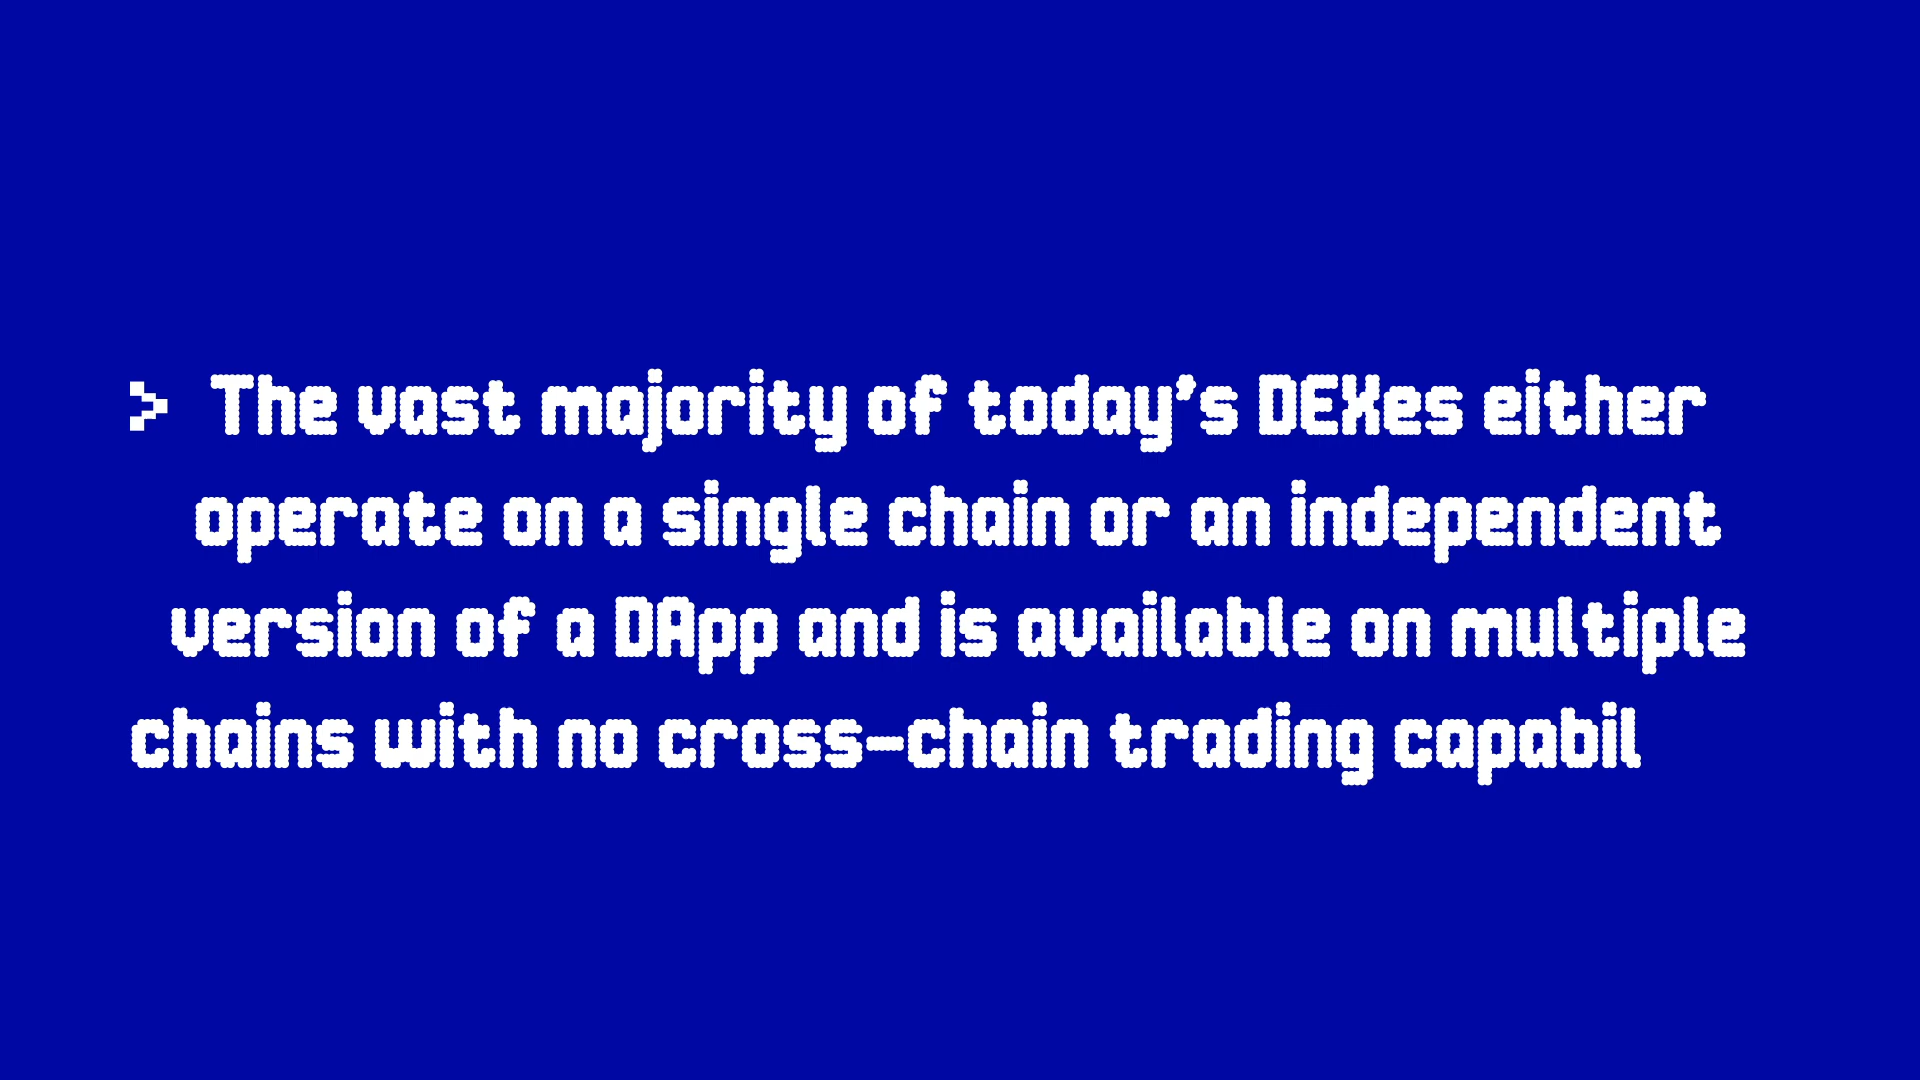 > The vast majority of today's DEXes either
operate on a single chain or an independent
version of a DApp and is available on multiple
chains with no cross-chain trading capabil